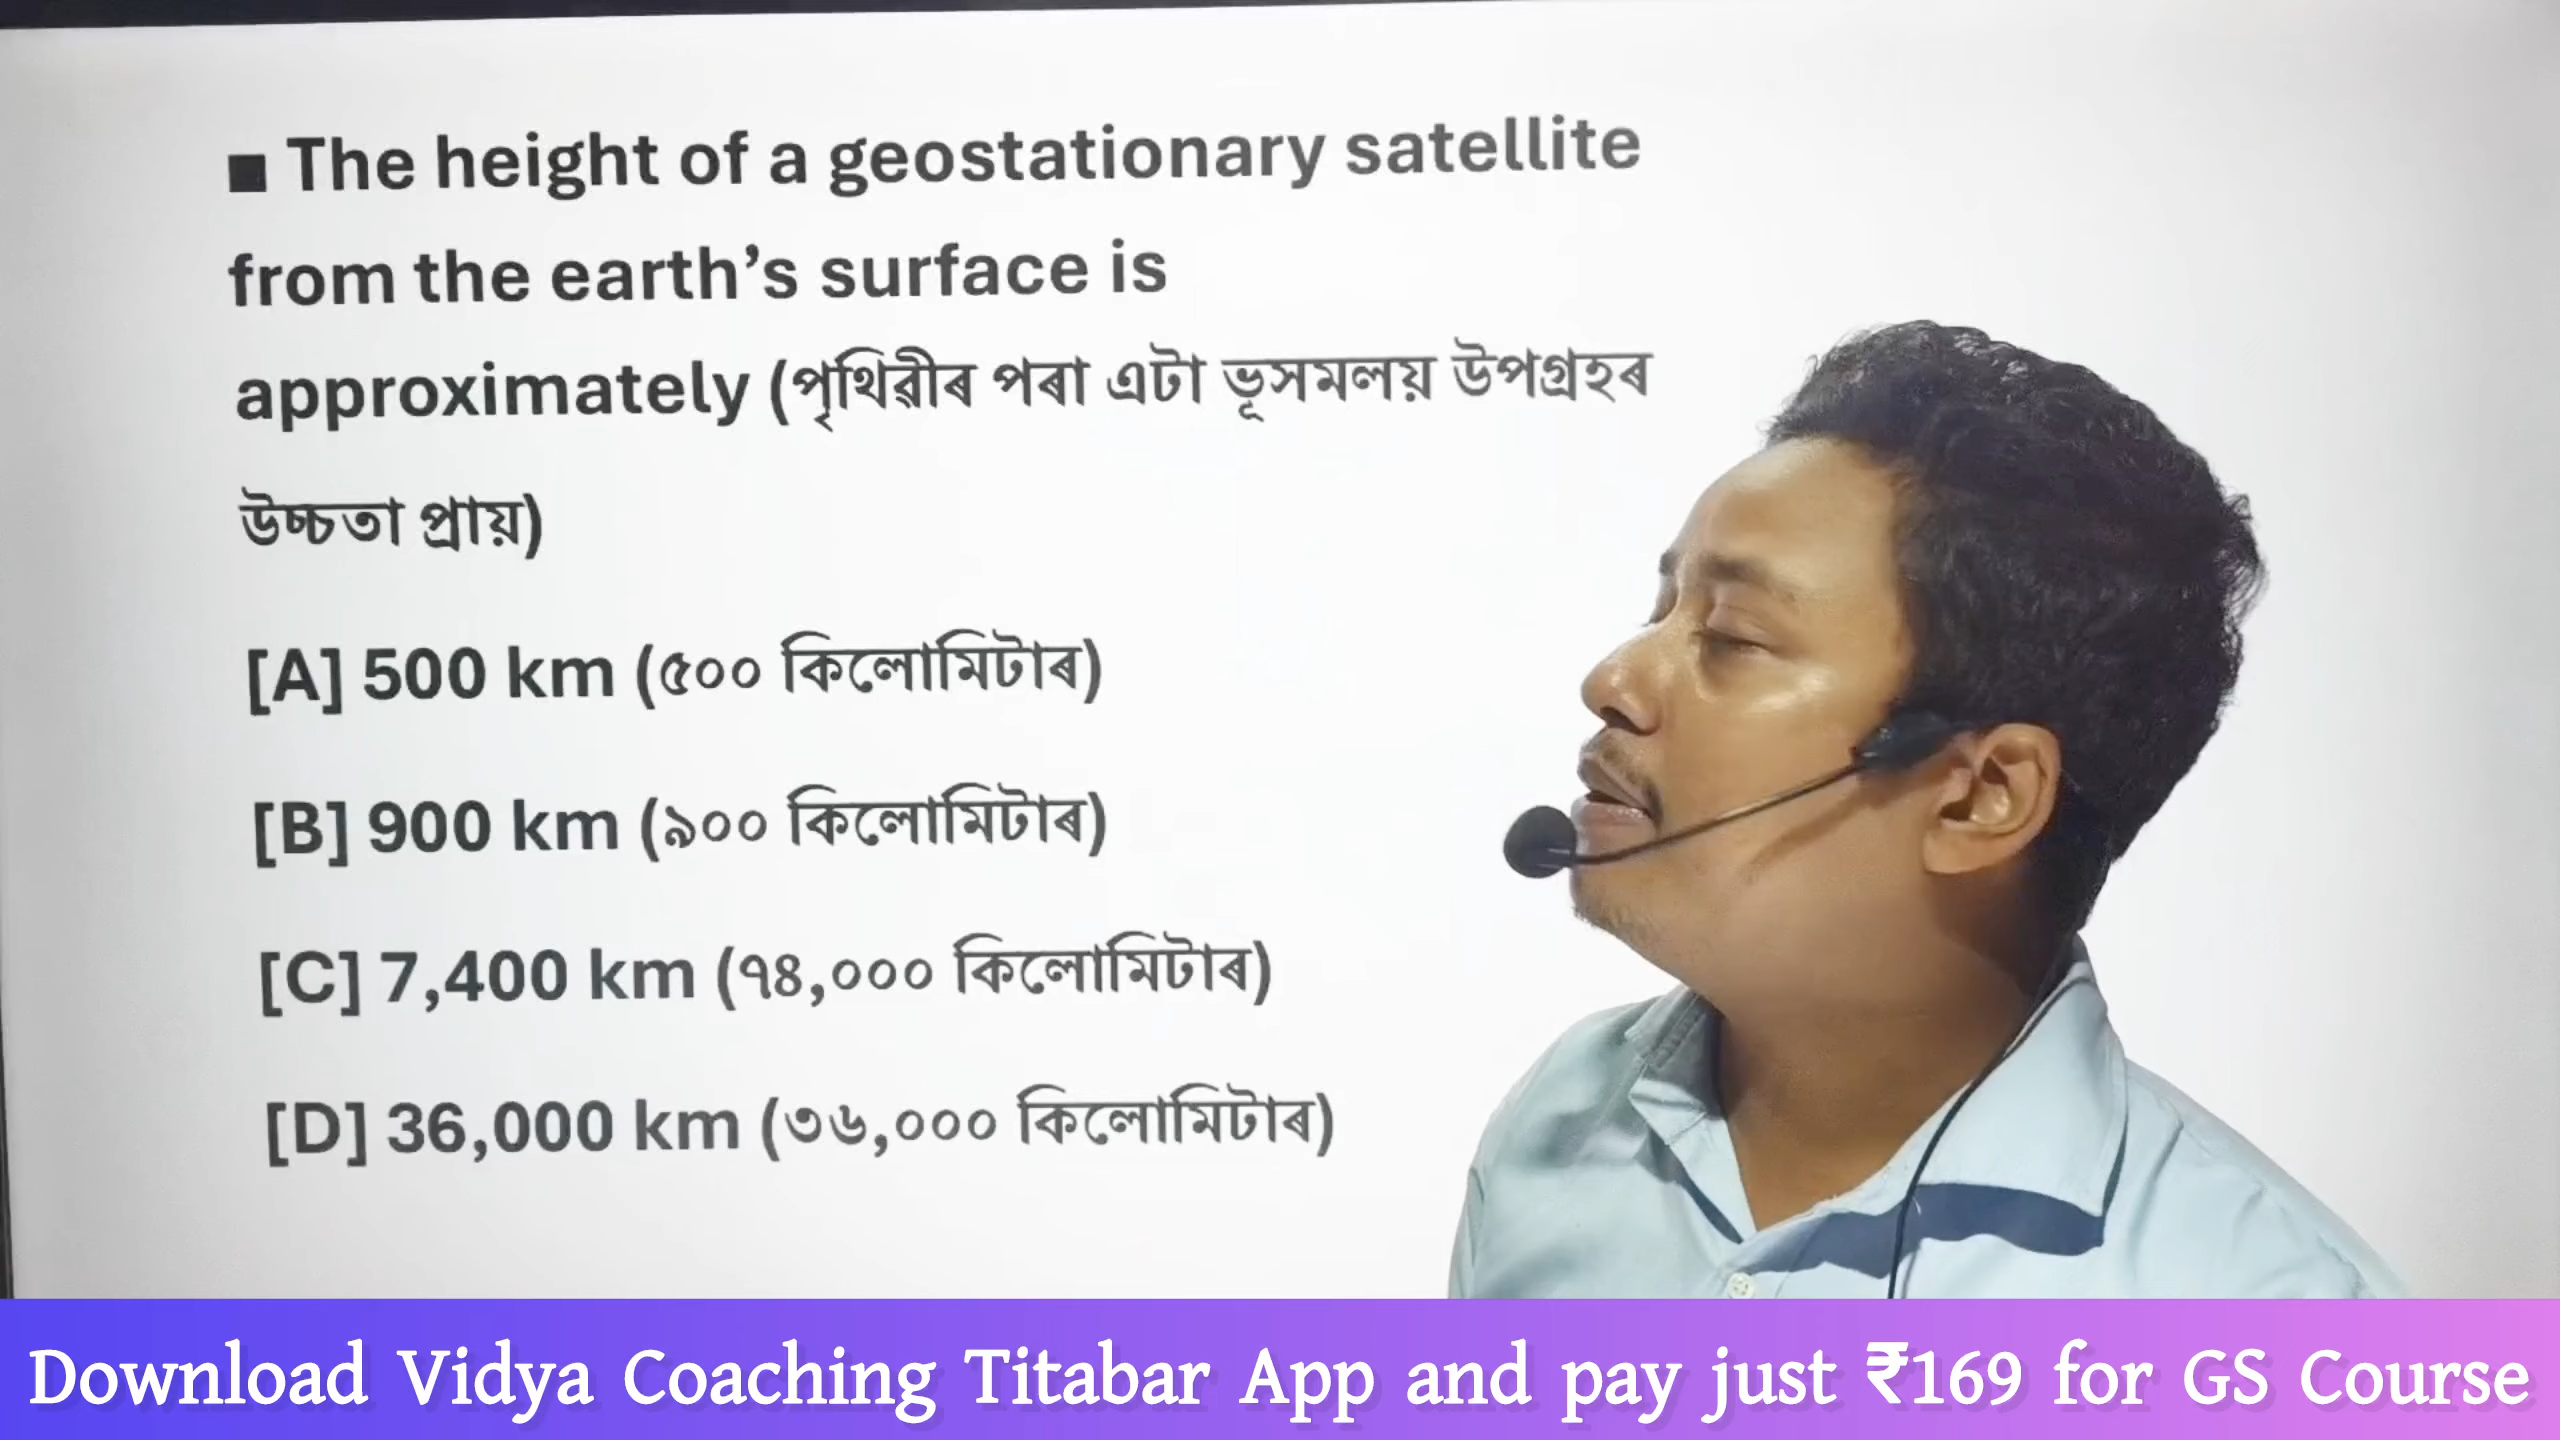 ■ The height of a geostationary satellite
from the earth’s surface is
approximately (পৃথিৱীৰ পৰা এটা ভূসমলয় উপগ্ৰহৰ
উচ্চতা প্ৰায়)
[A] 500 km (৫০০ কিলোমিটাৰ)
[B] 900 km (৯০০ কিলোমিটাৰ)
[C] 7,400 km (৭৪,০০০ কিলোমিটাৰ)
[D] 36,000 km (৩৬,০০০ কিলোমিটাৰ)
Download Vidya Coaching Titabar App and pay just ₹169 for GS Course